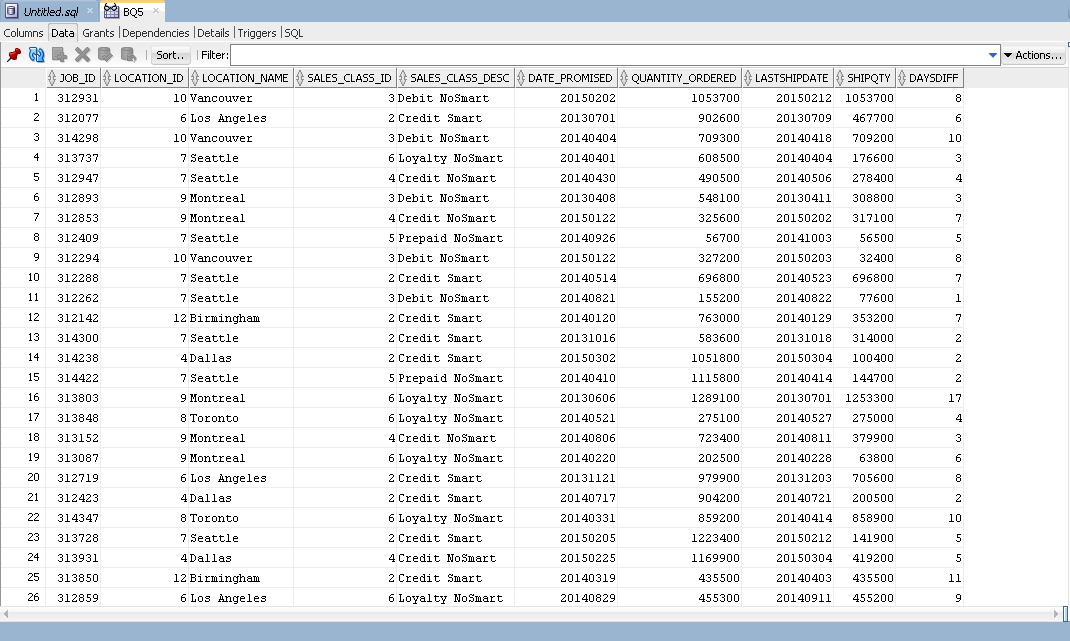 Untitled.sql BQ5
Columns Data Grants Dependencies Details Triggers SQL
Sort.. Filter: Actions...
JOB_ID LOCATION_ID LOCATION_NAME SALES_CLASS_ID SALES_CLASS_DESC DATE_PROMISED QUANTITY_ORDERED LASTSHIPDATE SHIPQTY DAYSDIFF
1 312931 10 Vancouver 3 Debit NoSmart 20150202 1053700 20150212 1053700 8
2 312077 6 Los Angeles 2 Credit Smart 20130701 902600 20130709 467700 6
3 314298 10 Vancouver 3 Debit NoSmart 20140404 709300 20140418 709200 10
4 313737 7 Seattle 6 Loyalty NoSmart 20140401 608500 20140404 176600 3
5 312947 7 Seattle 4 Credit NoSmart 20140430 490500 20140506 278400 4
6 312893 9 Montreal 3 Debit NoSmart 20130408 548100 20130411 308800 3
7 312853 9 Montreal 4 Credit NoSmart 20150122 325600 20150202 317100 7
8 312409 7 Seattle 5 Prepaid NoSmart 20140926 56700 20141003 56500 5
9 312294 10 Vancouver 3 Debit NoSmart 20150122 327200 20150203 32400 8
10 312288 7 Seattle 2 Credit Smart 20140514 696800 20140523 696800 7
11 312262 7 Seattle 3 Debit NoSmart 20140821 155200 20140822 77600 1
12 312142 12 Birmingham 2 Credit Smart 20140120 763000 20140129 353200 7
13 314300 7 Seattle 2 Credit Smart 20131016 583600 20131018 314000 2
14 314238 4 Dallas 2 Credit Smart 20150302 1051800 20150304 100400 2
15 314422 7 Seattle 5 Prepaid NoSmart 20140410 1115800 20140414 144700 2
16 313803 9 Montreal 6 Loyalty NoSmart 20130606 1289100 20130701 1253300 17
17 313848 8 Toronto 6 Loyalty NoSmart 20140521 275100 20140527 275000 4
18 313152 9 Montreal 4 Credit NoSmart 20140806 723400 20140811 379900 3
19 313087 9 Montreal 6 Loyalty NoSmart 20140220 202500 20140228 63800 6
20 312719 6 Los Angeles 2 Credit Smart 20131121 979900 20131203 705600 8
21 312423 4 Dallas 2 Credit Smart 20140717 904200 20140721 200500 2
22 314347 8 Toronto 6 Loyalty NoSmart 20140331 859200 20140414 858900 10
23 313728 7 Seattle 2 Credit Smart 20150205 1223400 20150212 141900 5
24 313931 4 Dallas 4 Credit NoSmart 20150225 1169900 20150304 419200 5
25 313850 12 Birmingham 2 Credit Smart 20140319 435500 20140403 435500 11
26 312859 6 Los Angeles 6 Loyalty NoSmart 20140829 455300 20140911 455200 9